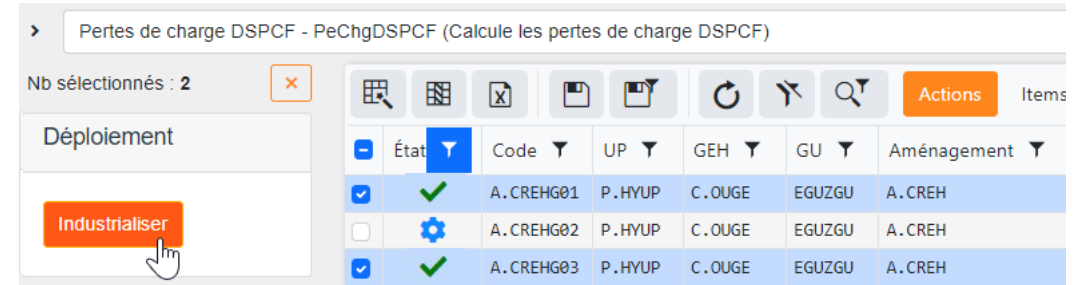 Pertes de charge DSPCF - PeChgDSPCF (Calcule les pertes de charge DSPCF)
Nb sélectionnés : 2
Actions Items
Déploiement
État Code UP GEH GU Aménagement
A.CREHG01 P.HYUP C.OUGE EGUZGU A.CREH
Industrialiser
A.CREHG02 P.HYUP C.OUGE EGUZGU A.CREH
A.CREHG03 P.HYUP C.OUGE EGUZGU A.CREH